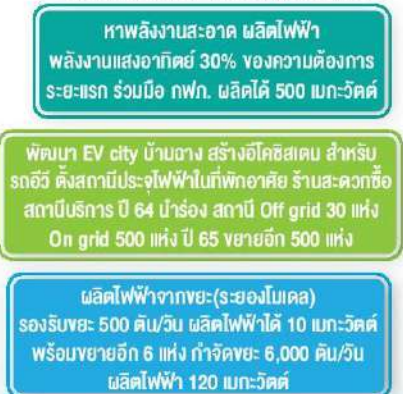 หาพลังงานสะอาด ผลิตไฟฟ้า
พลังงานแสงอาทิตย์ 30% ของความต้องการ
ระยะแรก ร่วมมือ กฟภ. ผลิตได้ 500 เมกะวัตต์
พัฒนา EV city บ้านฉาง สร้างอีโคซิสเตม สำหรับ
รถอีวี ตั้งสถานีประจุไฟฟ้าในที่พักอาศัย ร้านสะดวกซื้อ
สถานีบริการ ปี 64 นำร่อง สถานี Off grid 30 แห่ง
On grid 500 แห่ง ปี 65 ขยายอีก 500 แห่ง
ผลิตไฟฟ้าจากขยะ(ระยองโมเดล)
รองรับขยะ 500 ตัน/วัน ผลิตไฟฟ้าได้ 10 เมกะวัตต์
พร้อมขยายอีก 6 แห่ง กำจัดขยะ 6,000 ตัน/วัน
ผลิตไฟฟ้า 120 เมกะวัตต์